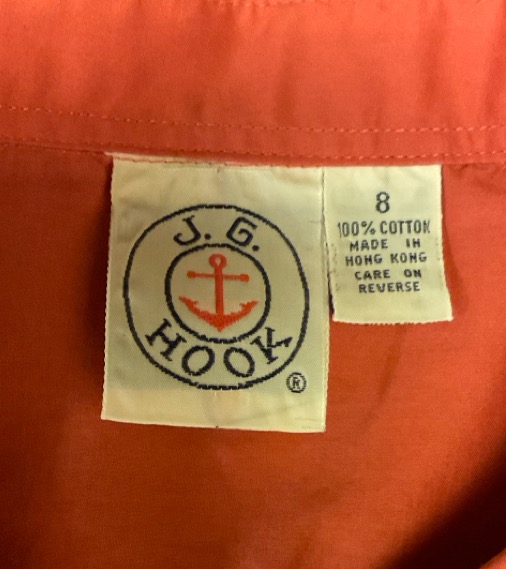 J. G.
HOOK
®
8
100% COTTON
MADE IN
HONG KONG
CARE ON
REVERSE